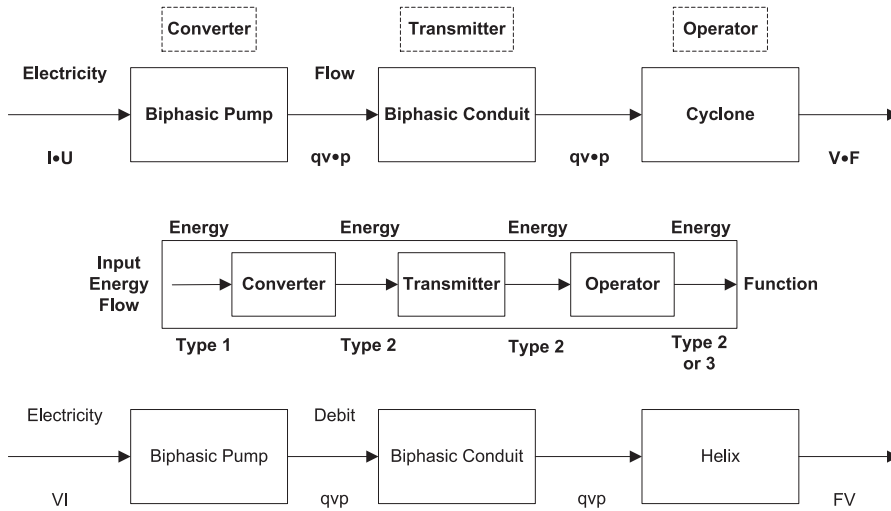 Converter
Transmitter
Operator
Electricity
Flow
Biphasic Pump
Biphasic Conduit
Cyclone
I•U
qv•p
qv•p
V•F
Energy
Energy
Energy
Energy
Input
Energy
Flow
Converter
Transmitter
Operator
Function
Type 1
Type 2
Type 2
Type 2
or 3
Electricity
Debit
Biphasic Pump
Biphasic Conduit
Helix
VI
qvp
qvp
FV